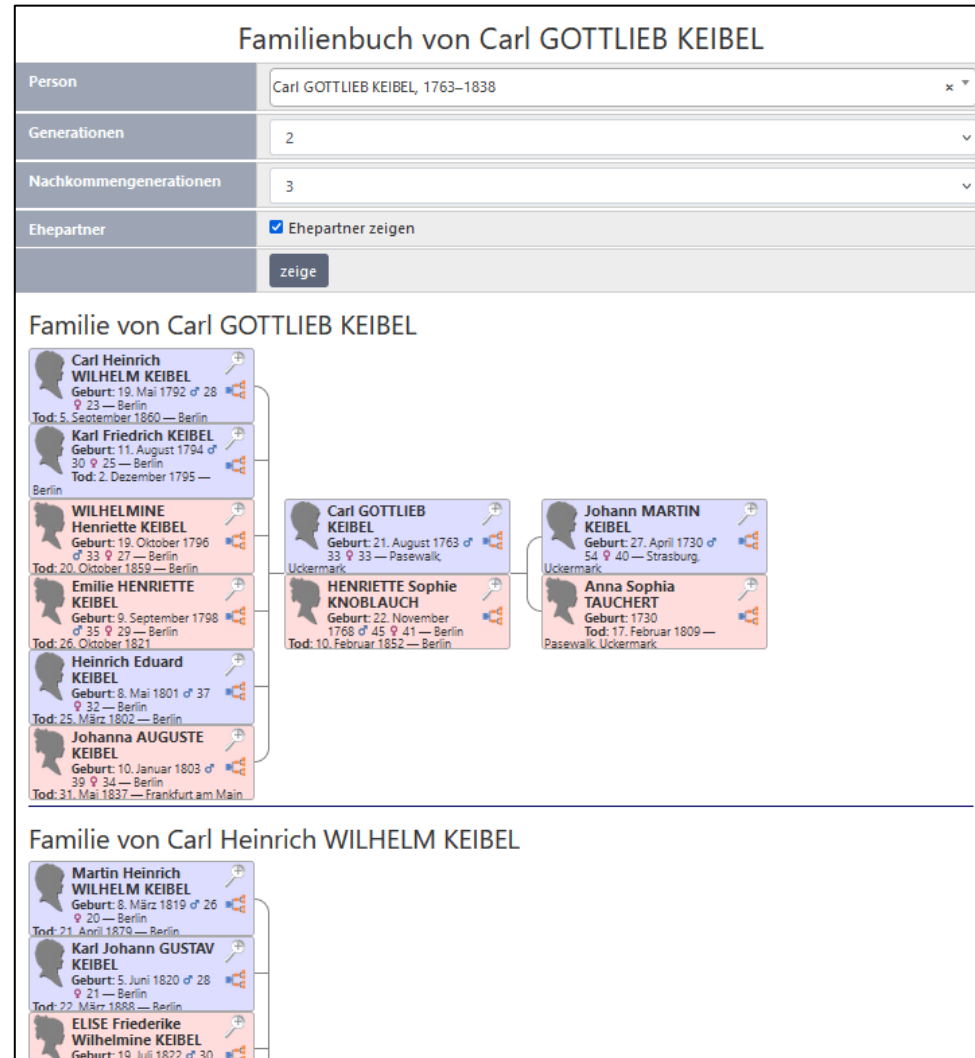 Familienbuch von Carl GOTTLIEB KEIBEL
Person
Carl GOTTLIEB KEIBEL, 1763–1838
×
Generationen
2
Nachkommengenerationen
3
Ehepartner
Ehepartner zeigen
zeige
Familie von Carl GOTTLIEB KEIBEL
Carl Heinrich
WILHELM KEIBEL
Geburt: 19. Mai 1792 ♂ 28
♀ 23 — Berlin
Tod: 5. September 1860 — Berlin
Karl Friedrich KEIBEL
Geburt: 11. August 1794 ♂
30 ♀ 25 — Berlin
Tod: 2. Dezember 1795 —
Berlin
WILHELMINE
Henriette KEIBEL
Geburt: 19. Oktober 1796
♂ 33 ♀ 27 — Berlin
Tod: 20. Oktober 1859 — Berlin
Emilie HENRIETTE
KEIBEL
Geburt: 9. September 1798
♂ 35 ♀ 29 — Berlin
Tod: 26. Oktober 1821
Heinrich Eduard
KEIBEL
Geburt: 8. Mai 1801 ♂ 37
♀ 32 — Berlin
Tod: 25. März 1802 — Berlin
Johanna AUGUSTE
KEIBEL
Geburt: 10. Januar 1803 ♂
39 ♀ 34 — Berlin
Tod: 31. Mai 1837 — Frankfurt am Main
Carl GOTTLIEB
KEIBEL
Geburt: 21. August 1763 ♂
33 ♀ 33 — Pasewalk,
Uckermark
HENRIETTE Sophie
KNOBLAUCH
Geburt: 22. November
1768 ♂ 45 ♀ 41 — Berlin
Tod: 10. Februar 1852 — Berlin
Johann MARTIN
KEIBEL
Geburt: 27. April 1730 ♂
54 ♀ 40 — Strasburg,
Uckermark
Anna Sophia
TAUCHERT
Geburt: 1730
Tod: 17. Februar 1809 —
Pasewalk, Uckermark
Familie von Carl Heinrich WILHELM KEIBEL
Martin Heinrich
WILHELM KEIBEL
Geburt: 8. März 1819 ♂ 26
♀ 20 — Berlin
Tod: 21. April 1879 — Berlin
Karl Johann GUSTAV
KEIBEL
Geburt: 5. Juni 1820 ♂ 28
♀ 21 — Berlin
Tod: 22. März 1888 — Berlin
ELISE Friederike
Wilhelmine KEIBEL
Geburt: 19. Juli 1822 ♂ 30